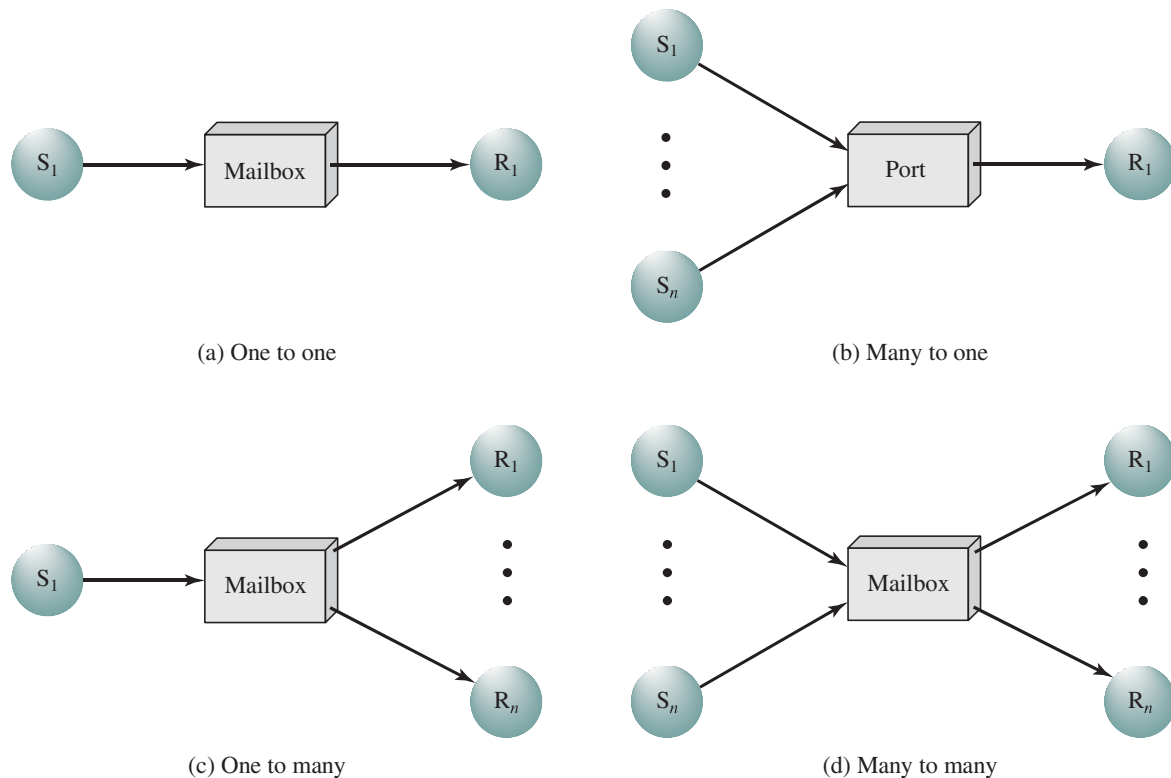 S₁
Mailbox
R₁
(a) One to one
S₁
Sₙ
Port
R₁
(b) Many to one
S₁
Mailbox
R₁
Rₙ
(c) One to many
S₁
Sₙ
Mailbox
R₁
Rₙ
(d) Many to many